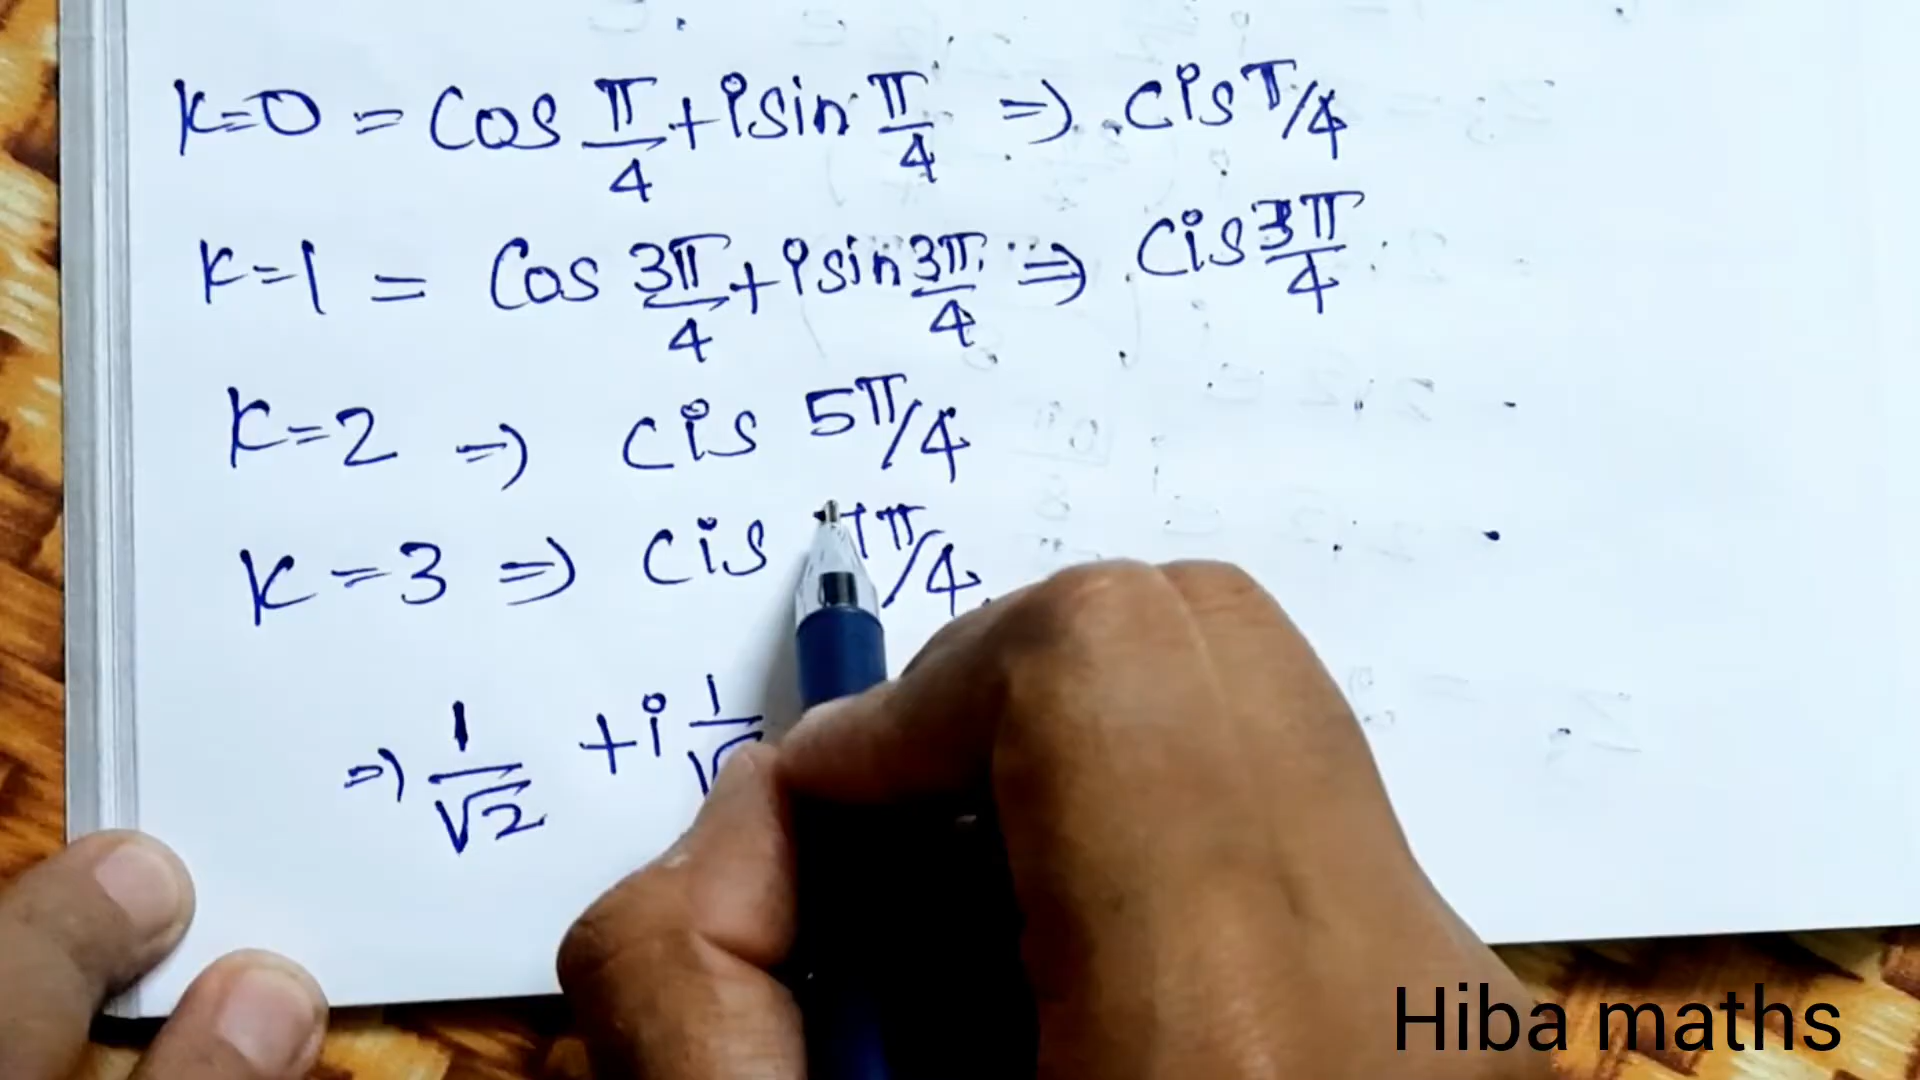 K=0 = Cos π/4 + i sin π/4 => cis π/4
K=1 = Cos 3π/4 + i sin 3π/4 => Cis 3π/4
K=2 => cis 5π/4
K=3 => cis 7π/4
=> 1/√2 + i 1/√
Hiba maths